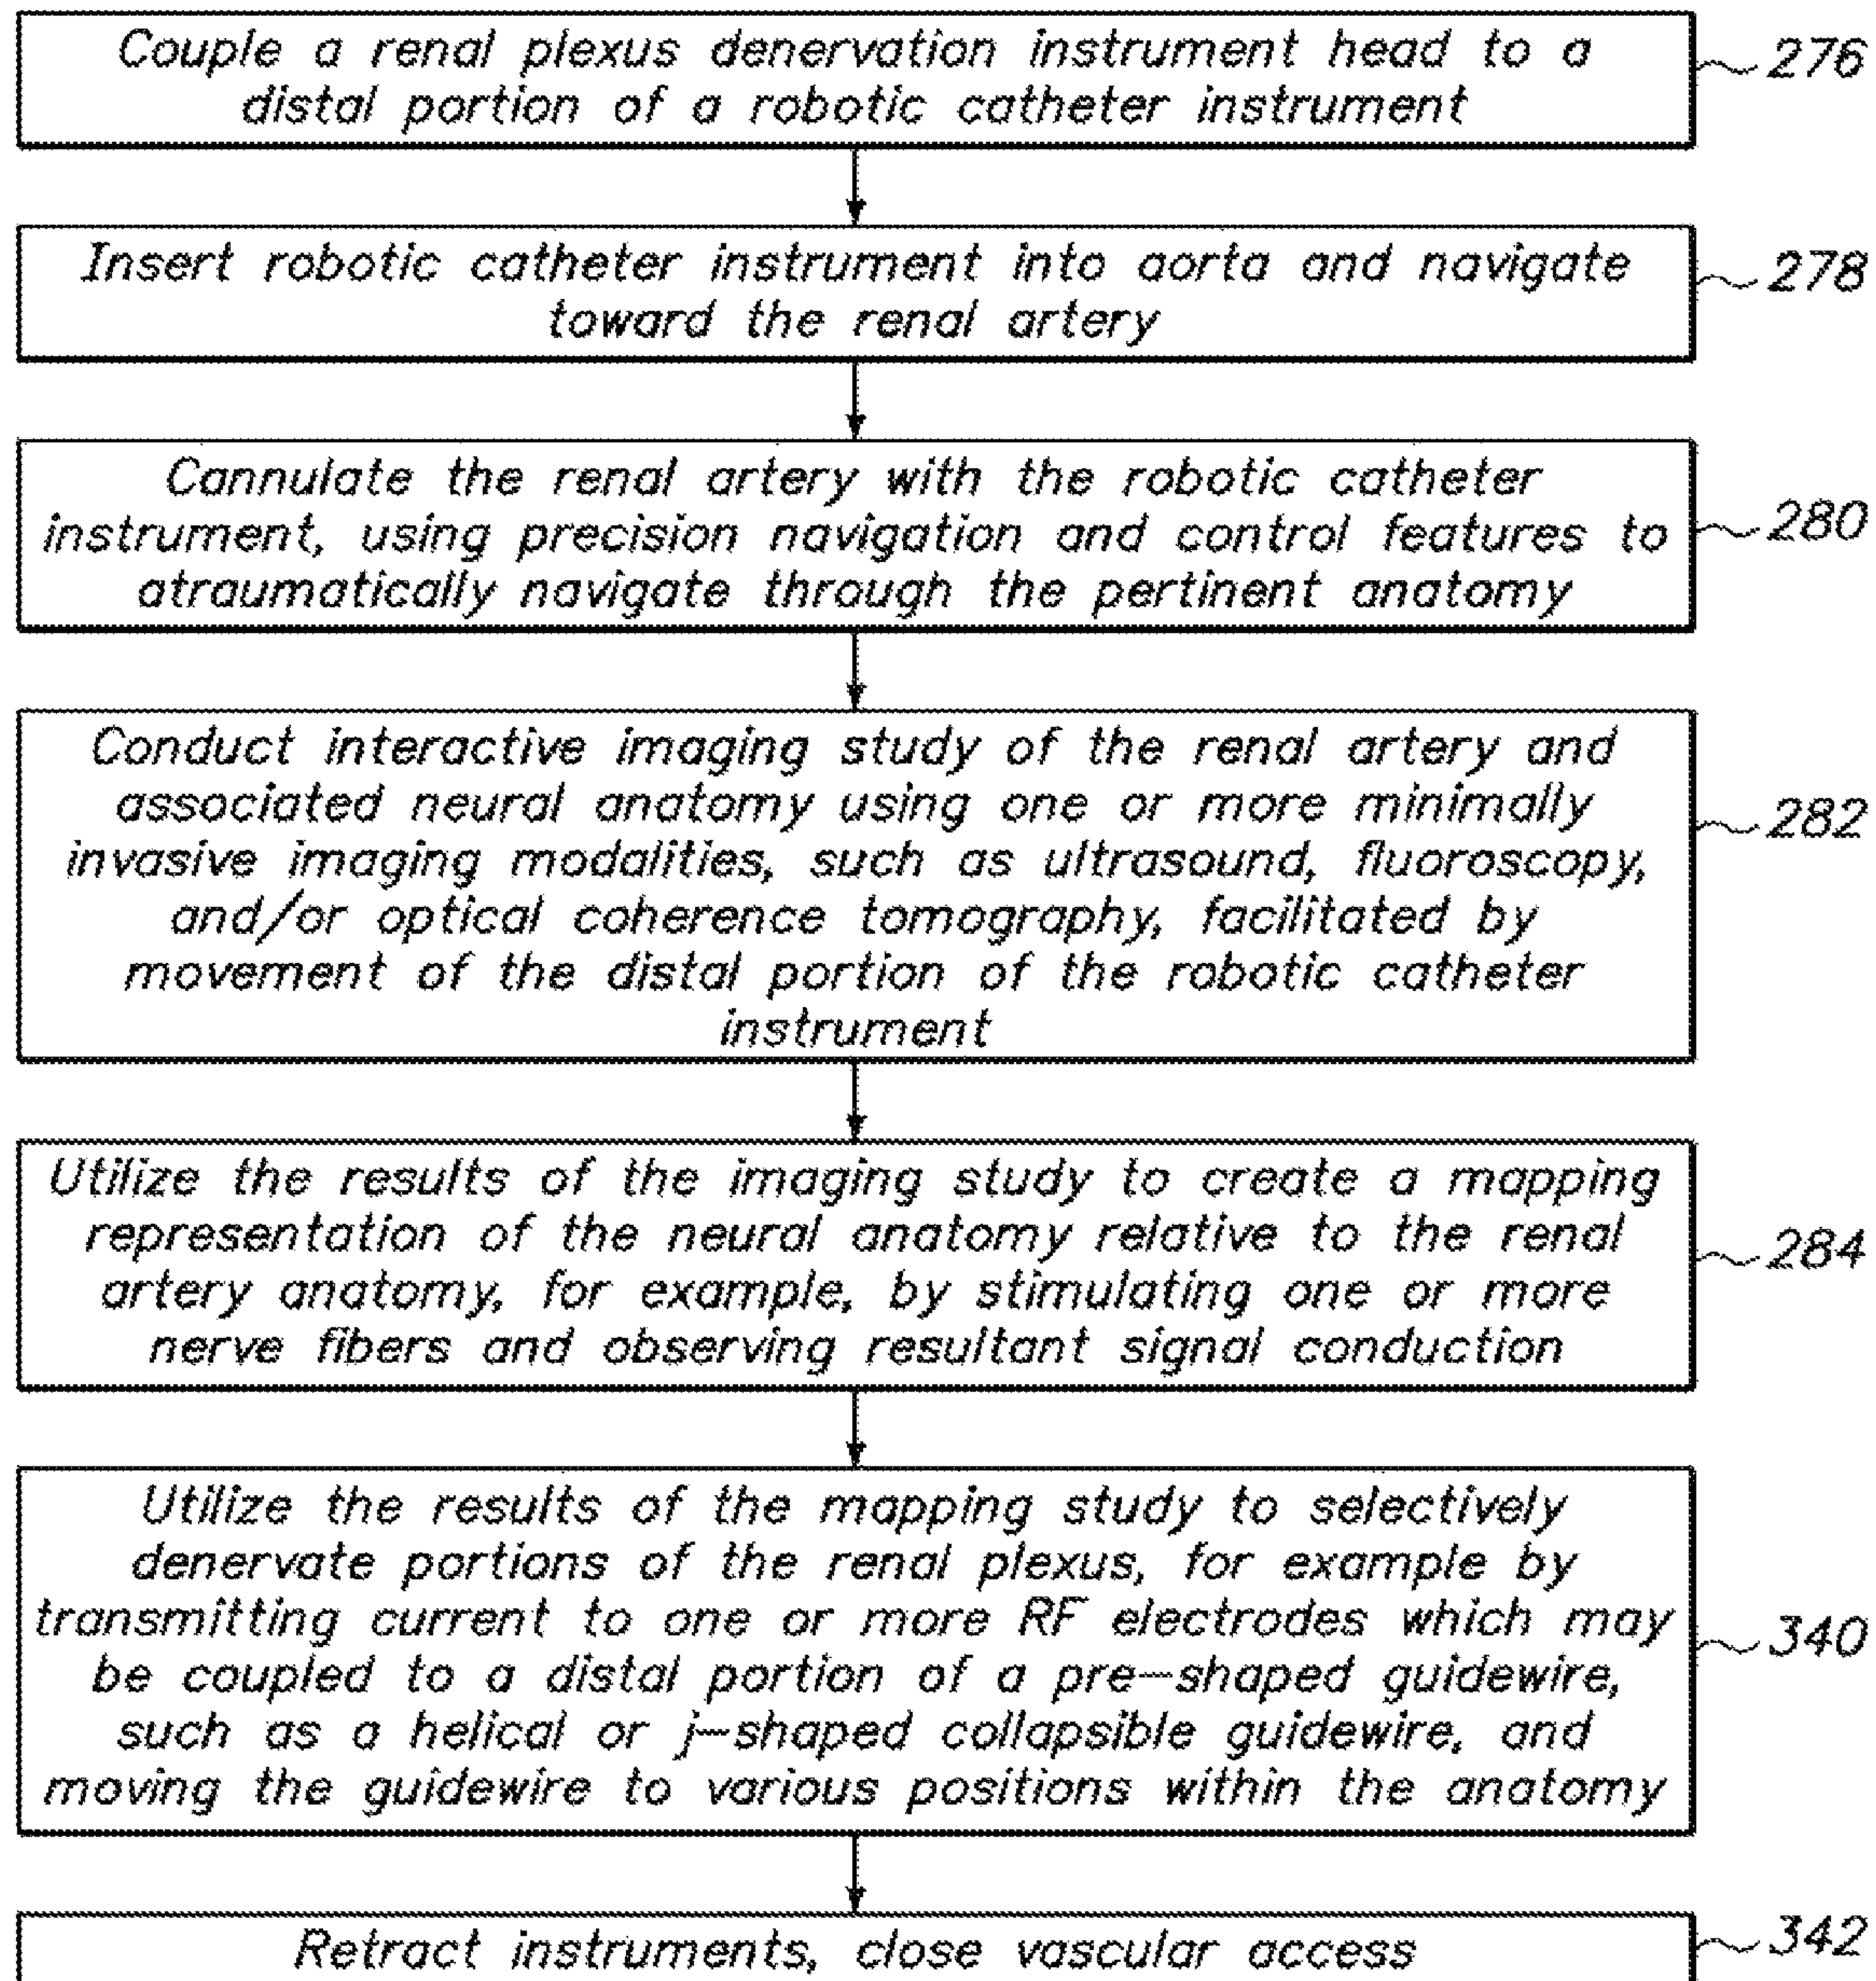 Couple a renal plexus denervation instrument head to a
distal portion of a robotic catheter instrument
276
Insert robotic catheter instrument into aorta and navigate
toward the renal artery
278
Cannulate the renal artery with the robotic catheter
instrument, using precision navigation and control features to
atraumatically navigate through the pertinent anatomy
280
Conduct interactive imaging study of the renal artery and
associated neural anatomy using one or more minimally
invasive imaging modalities, such as ultrasound, fluoroscopy,
and/or optical coherence tomography, facilitated by
movement of the distal portion of the robotic catheter
instrument
282
Utilize the results of the imaging study to create a mapping
representation of the neural anatomy relative to the renal
artery anatomy, for example, by stimulating one or more
nerve fibers and observing resultant signal conduction
284
Utilize the results of the mapping study to selectively
denervate portions of the renal plexus, for example by
transmitting current to one or more RF electrodes which may
be coupled to a distal portion of a pre-shaped guidewire,
such as a helical or j-shaped collapsible guidewire, and
moving the guidewire to various positions within the anatomy
340
Retract instruments, close vascular access
342